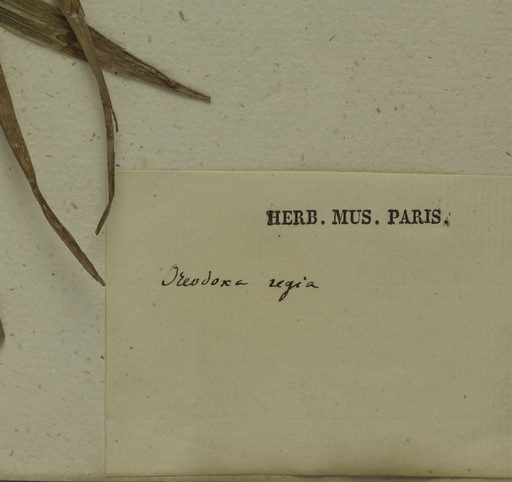 HERB. MUS. PARIS.
Oreodoxa regia